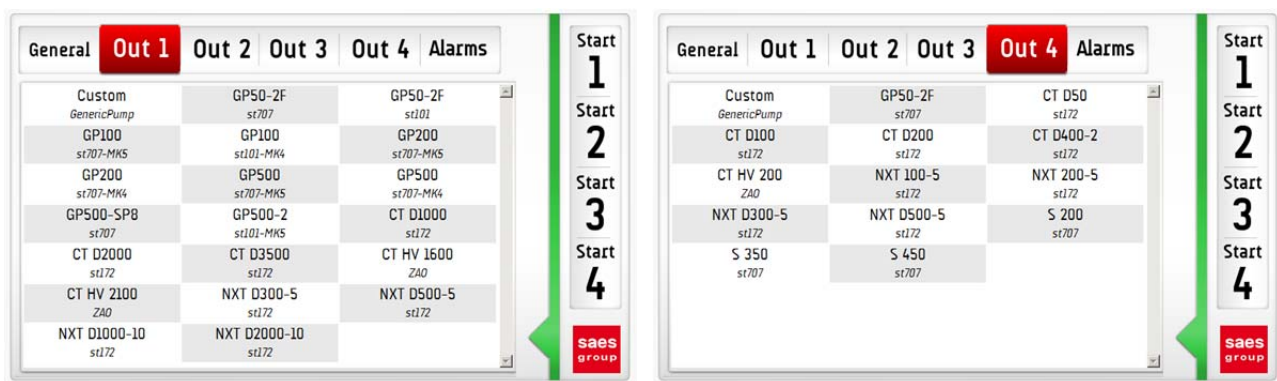 General Out 1 Out 2 Out 3 Out 4 Alarms
Custom GP50-2F GP50-2F
GenericPump st707 st101
GP100 GP100 GP200
st707-MK5 st101-MK4 st707-MK5
GP200 GP500 GP500
st707-MK4 st707-MK5 st707-MK4
GP500-SP8 GP500-2 CT D1000
st707 st101-MK5 st172
CT D2000 CT D3500 CT HV 1600
st172 st172 ZAO
CT HV 2100 NXT D300-5 NXT D500-5
ZAO st172 st172
NXT D1000-10 NXT D2000-10
st172 st172
Start
1
Start
2
Start
3
Start
4
saes
group
General Out 1 Out 2 Out 3 Out 4 Alarms
Custom GP50-2F CT D50
GenericPump st707 st172
CT D100 CT D200 CT D400-2
st172 st172 st172
CT HV 200 NXT 100-5 NXT 200-5
ZAO st172 st172
NXT D300-5 NXT D500-5 S 200
st172 st172 st707
S 350 S 450
st707 st707
Start
1
Start
2
Start
3
Start
4
saes
group